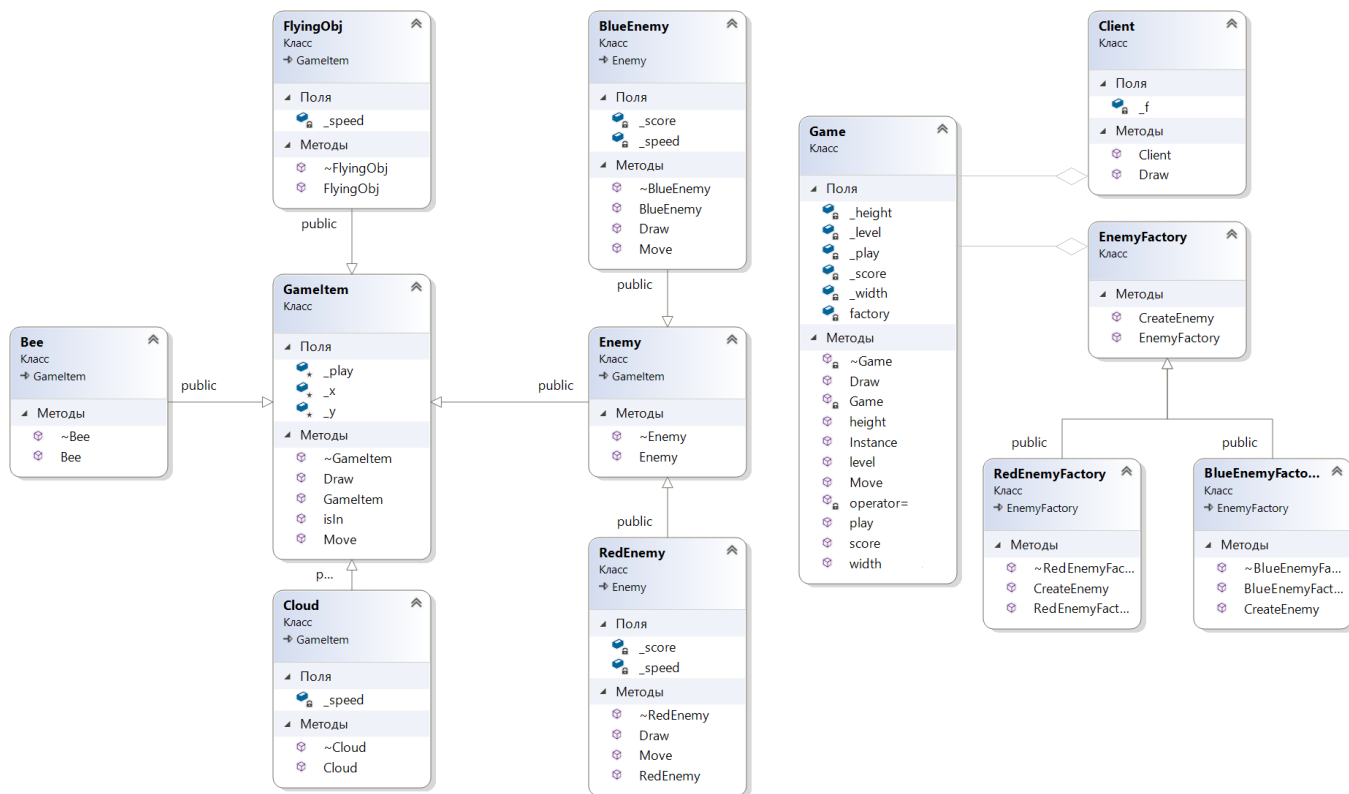 FlyingObj
Класс
GameItem
Поля
_speed
Методы
~FlyingObj
FlyingObj
public
BlueEnemy
Класс
Enemy
Поля
_score
_speed
Методы
~BlueEnemy
BlueEnemy
Draw
Move
public
Client
Класс
Поля
_f
Методы
Client
Draw
Game
Класс
Поля
_height
_level
_play
_score
_width
factory
Методы
~Game
Draw
Game
height
Instance
level
Move
operator=
play
score
width
EnemyFactory
Класс
Методы
CreateEnemy
EnemyFactory
GameItem
Класс
Поля
_play
_x
_y
Методы
~GameItem
Draw
GameItem
isIn
Move
Bee
Класс
GameItem
Методы
~Bee
Bee
public
public
Enemy
Класс
GameItem
Методы
~Enemy
Enemy
public
public
public
RedEnemyFactory
Класс
EnemyFactory
Методы
~RedEnemyFac...
CreateEnemy
RedEnemyFact...
BlueEnemyFacto...
Класс
EnemyFactory
Методы
~BlueEnemyFa...
BlueEnemyFact...
CreateEnemy
p...
Cloud
Класс
GameItem
Поля
_speed
Методы
~Cloud
Cloud
RedEnemy
Класс
Enemy
Поля
_score
_speed
Методы
~RedEnemy
Draw
Move
RedEnemy